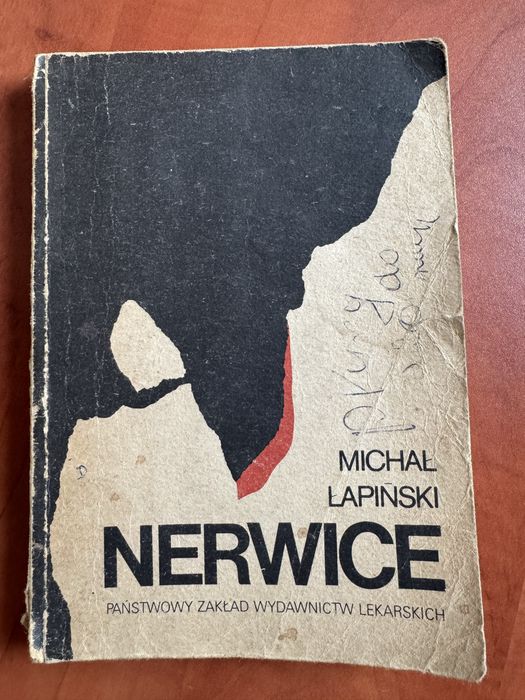 MICHAŁ
ŁAPIŃSKI
NERWICE
PAŃSTWOWY ZAKŁAD WYDAWNICTW LEKARSKICH